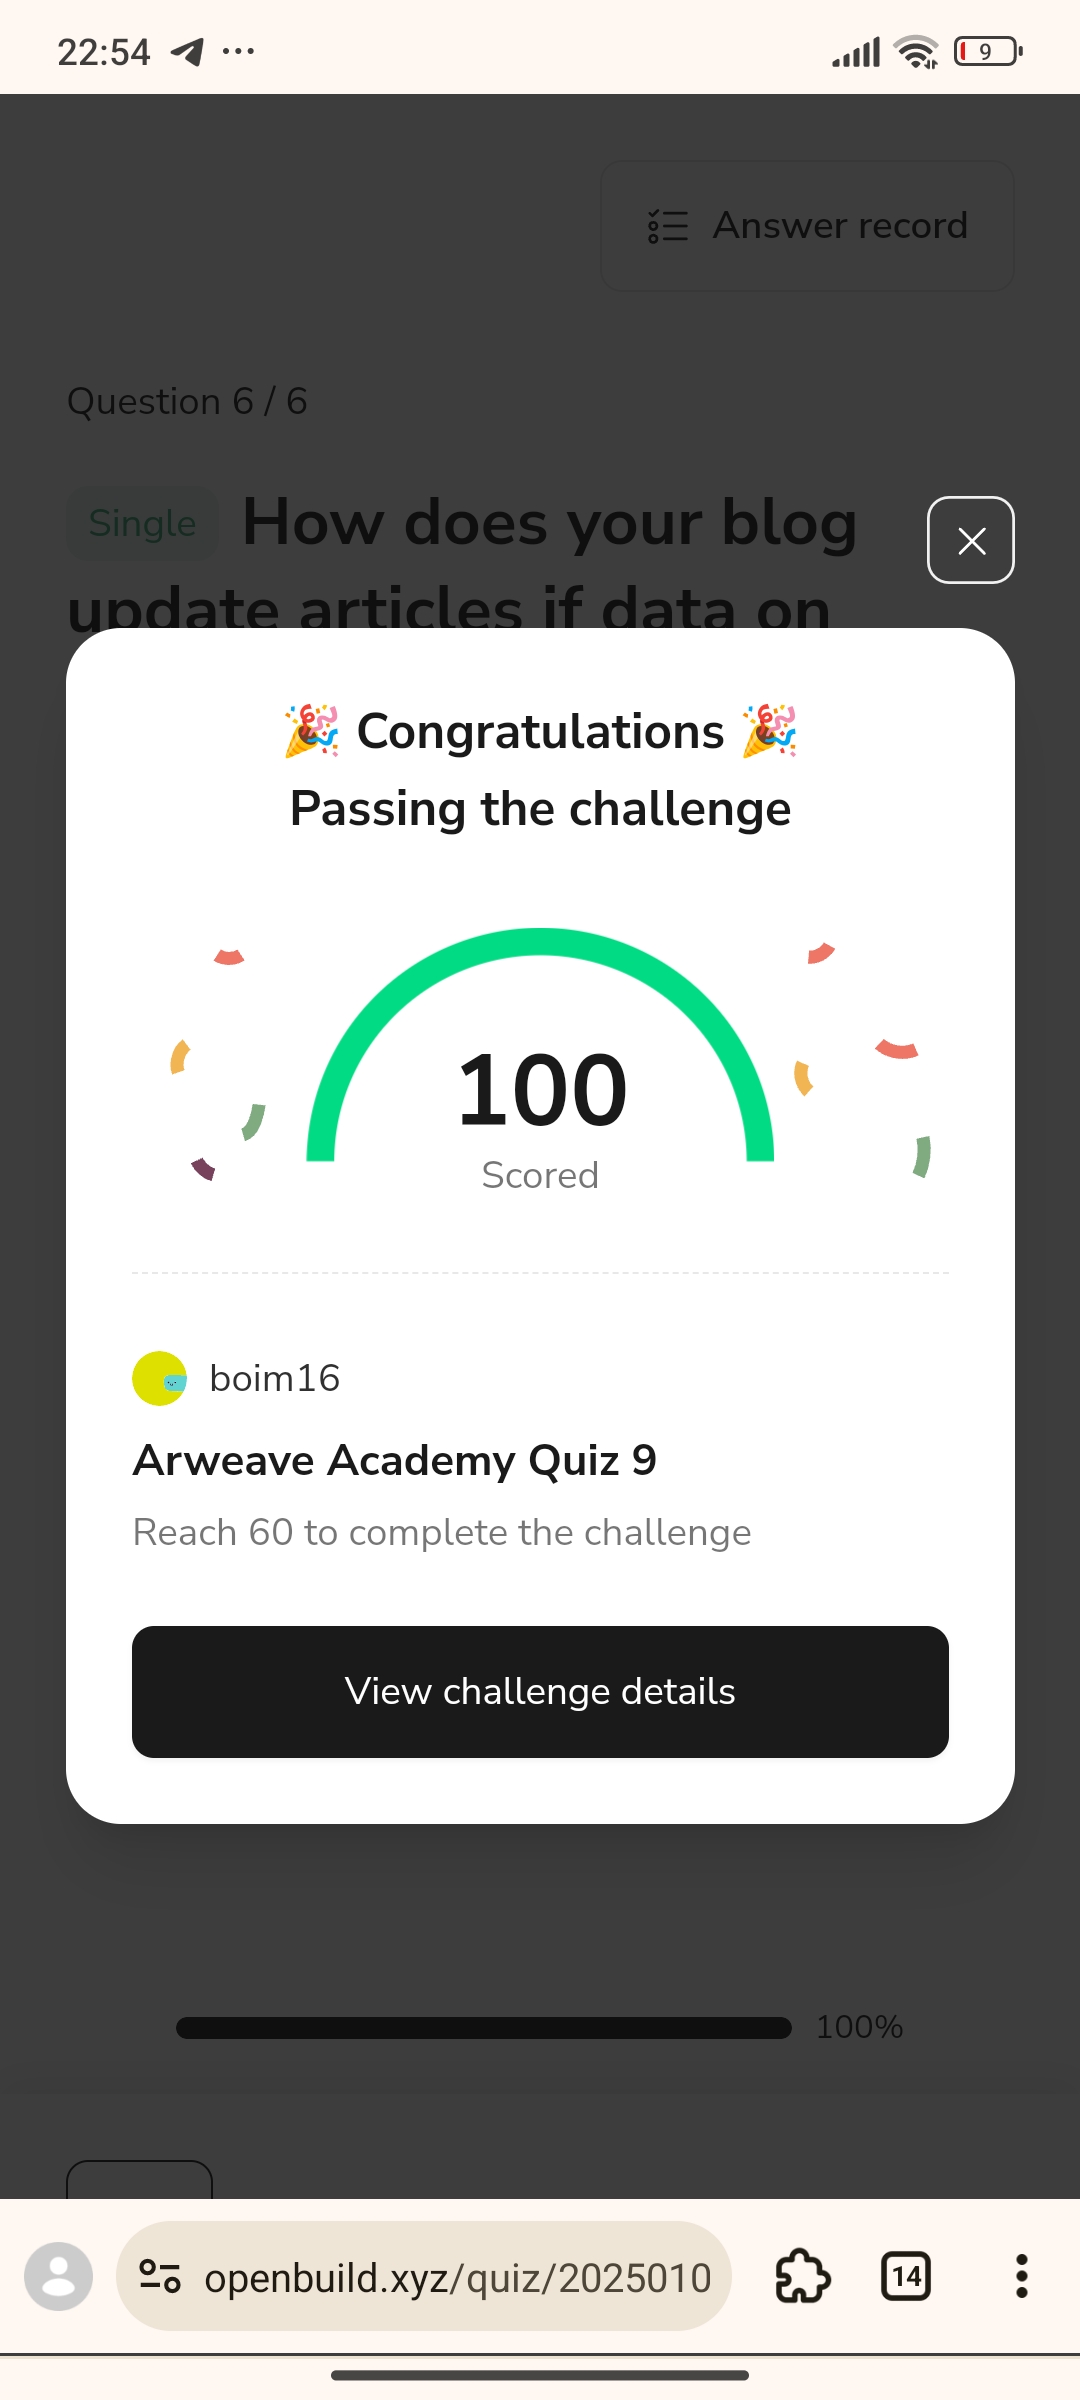 22:54
9
Answer record
Question 6 / 6
Single How does your blog
update articles if data on
🎉 Congratulations 🎉
Passing the challenge
100
Scored
boim16
Arweave Academy Quiz 9
Reach 60 to complete the challenge
View challenge details
100%
openbuild.xyz/quiz/2025010
14